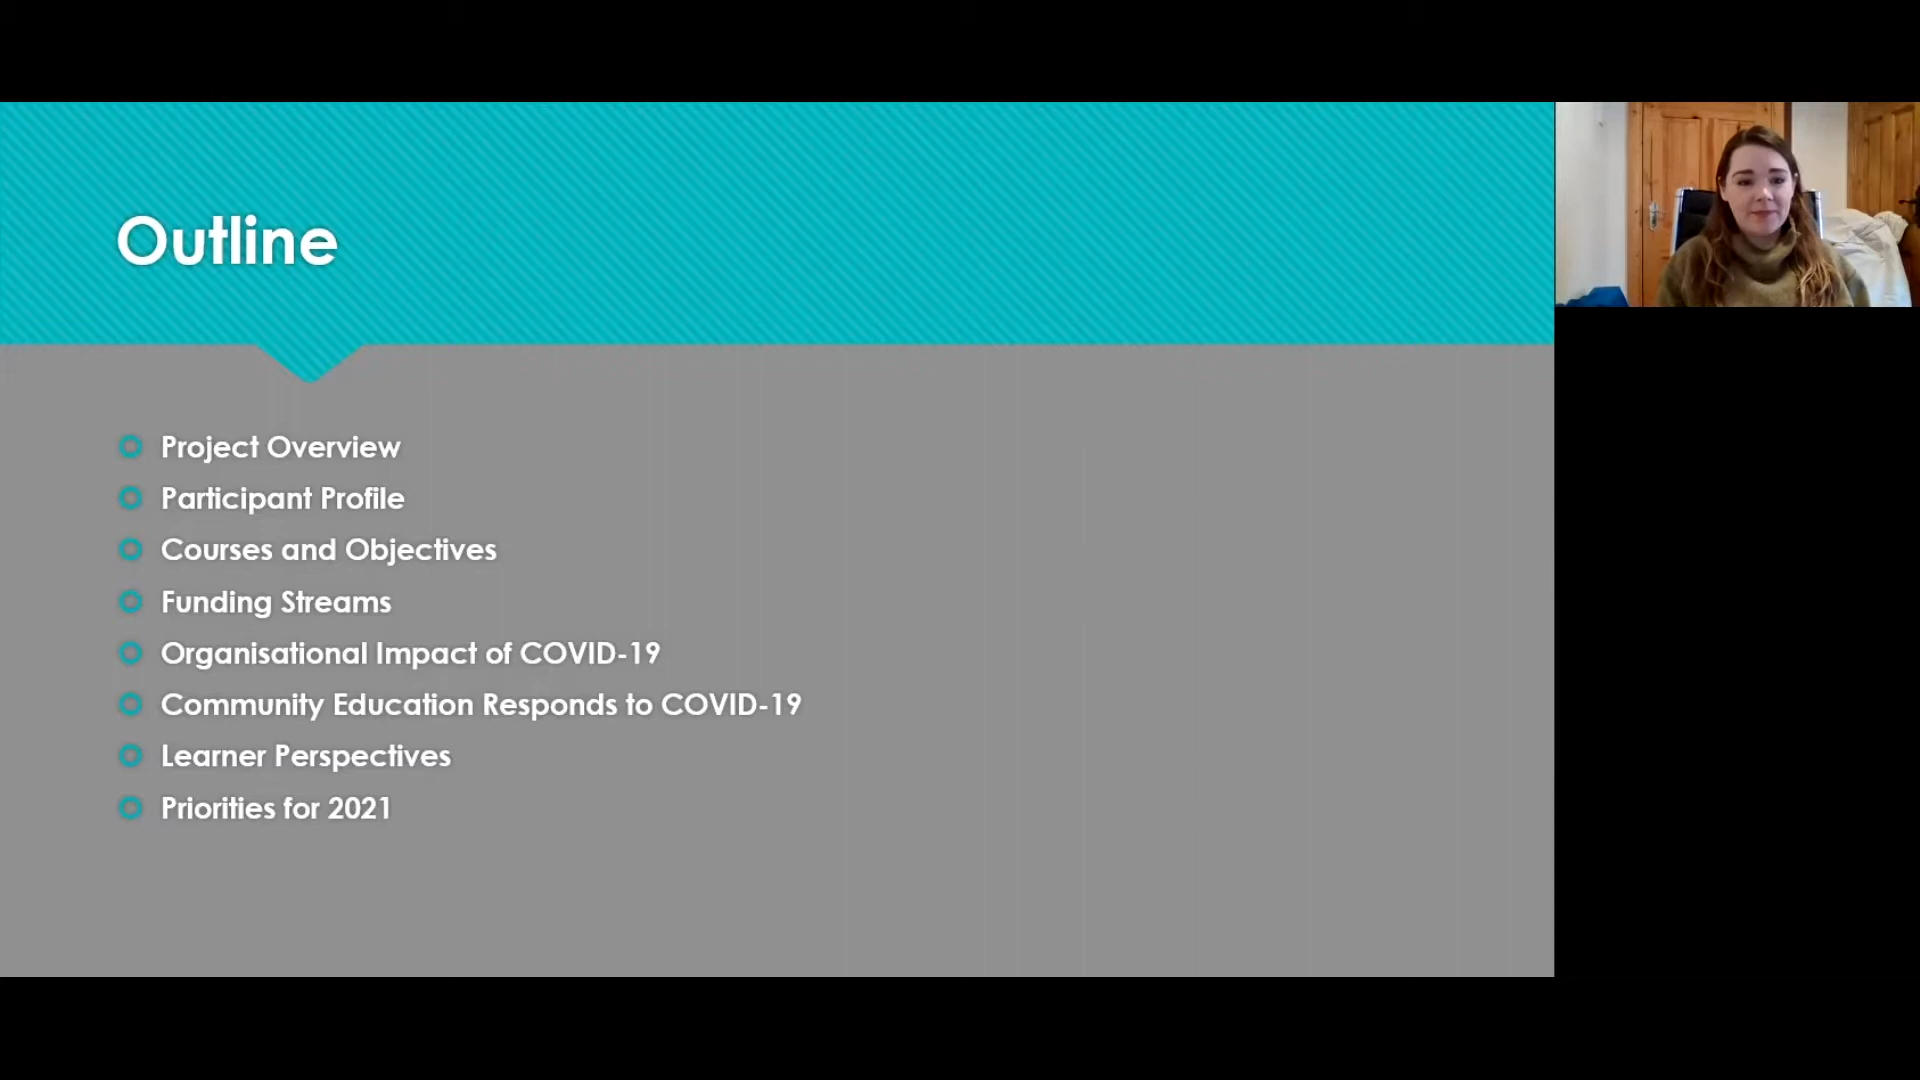 Outline
Project Overview
Participant Profile
Courses and Objectives
Funding Streams
Organisational Impact of COVID-19
Community Education Responds to COVID-19
Learner Perspectives
Priorities for 2021